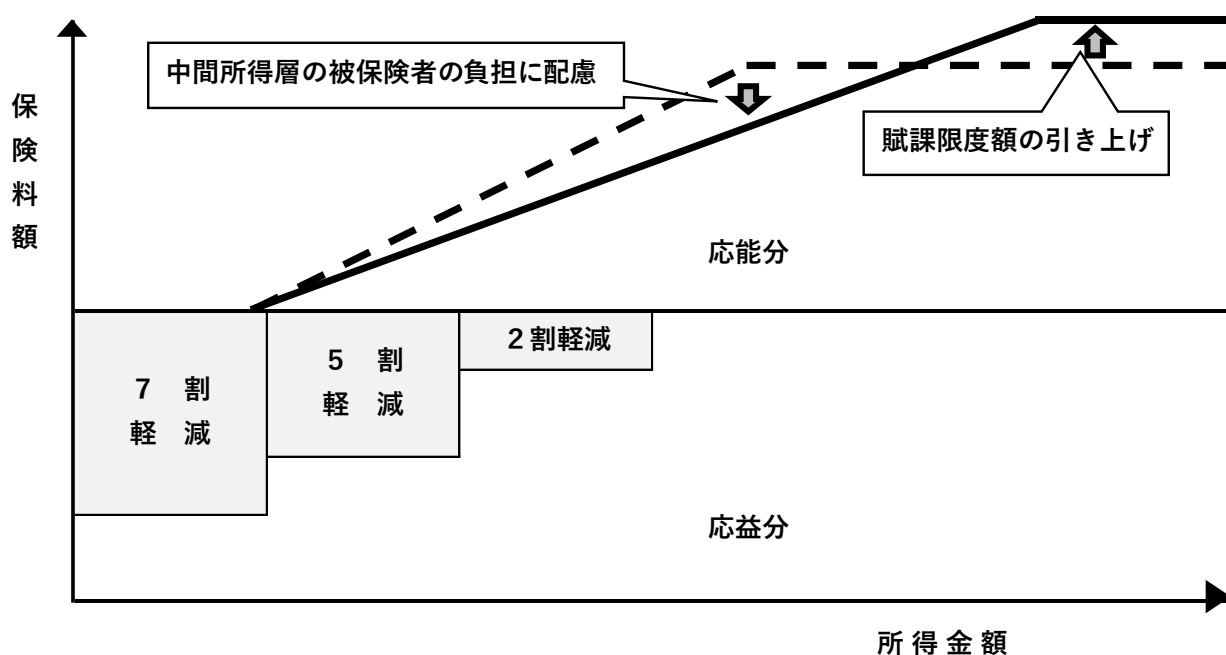 中間所得層の被保険者の負担に配慮
賦課限度額の引き上げ
保険料額
応能分
7 割
軽 減
5 割
軽 減
２割軽減
応益分
所得金額